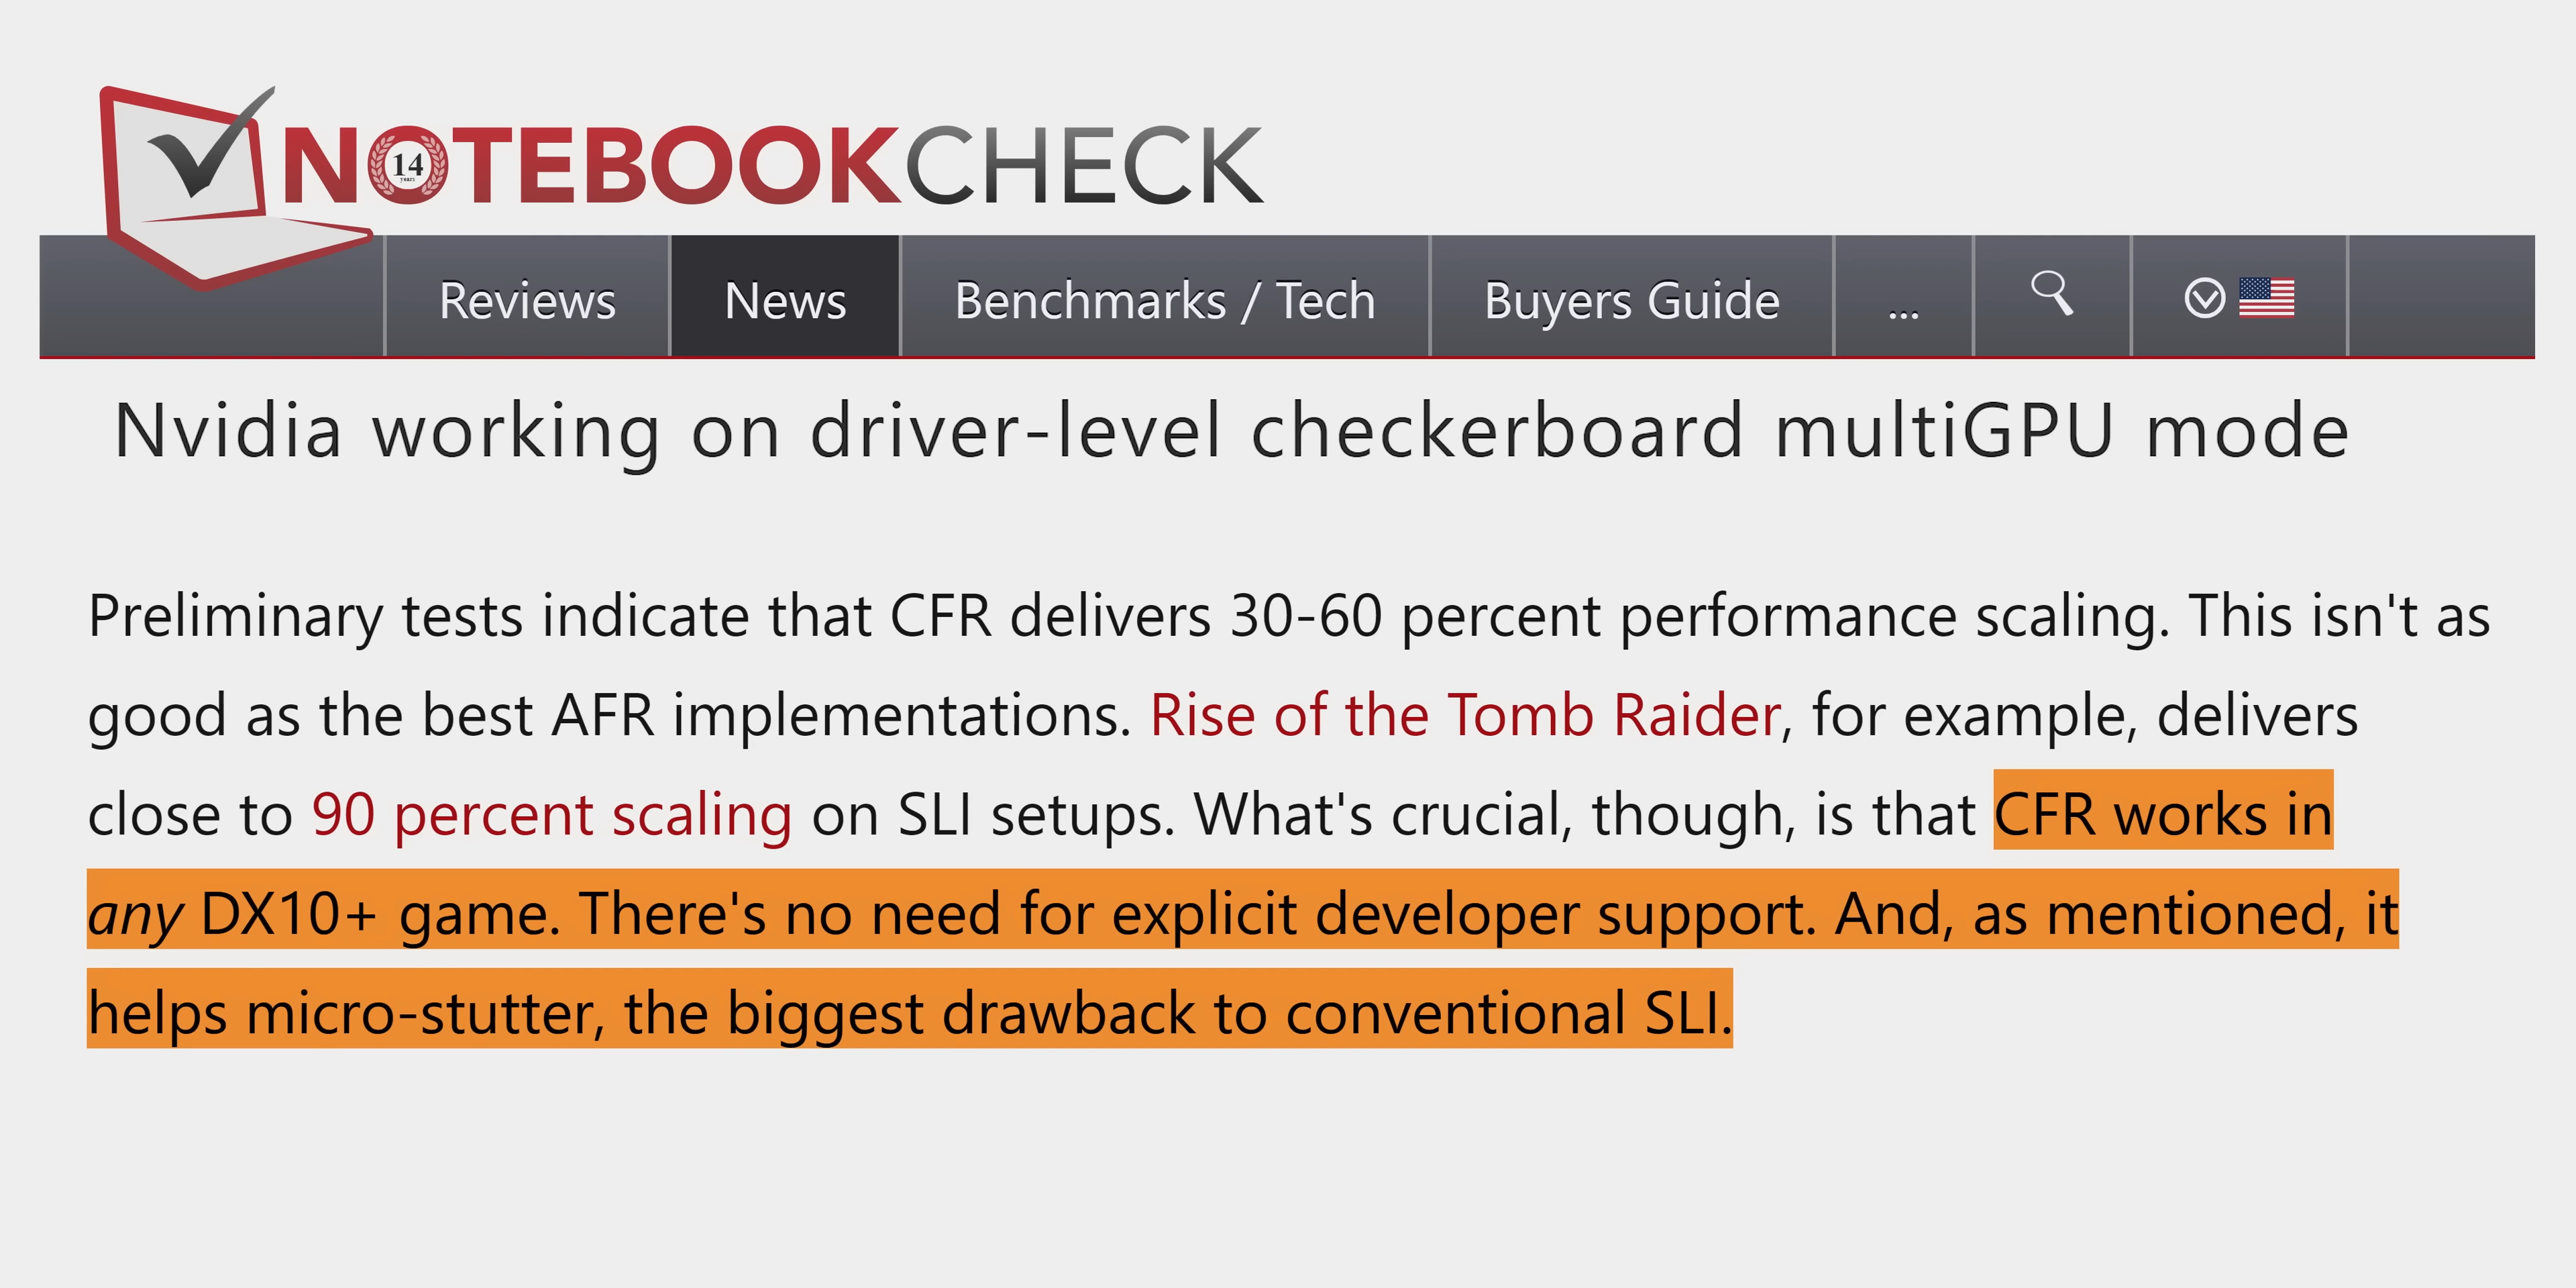 NOTEBOOKCHECK
14
years
Reviews News Benchmarks / Tech Buyers Guide ...
Nvidia working on driver-level checkerboard multiGPU mode
Preliminary tests indicate that CFR delivers 30-60 percent performance scaling. This isn't as
good as the best AFR implementations. Rise of the Tomb Raider, for example, delivers
close to 90 percent scaling on SLI setups. What's crucial, though, is that CFR works in
any DX10+ game. There's no need for explicit developer support. And, as mentioned, it
helps micro-stutter, the biggest drawback to conventional SLI.